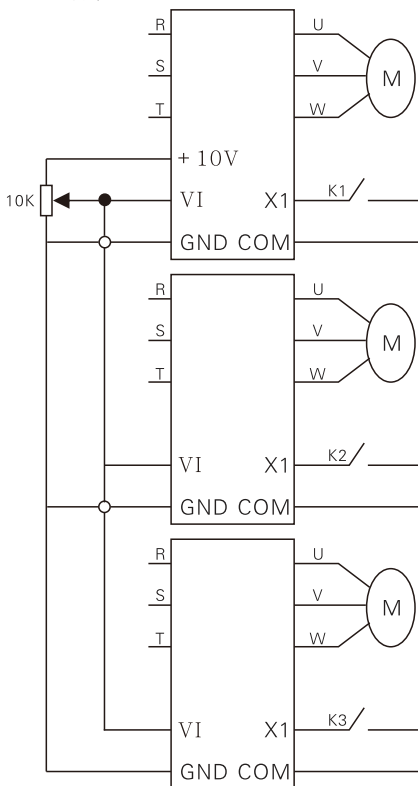 R U
S V M
T W
+ 10V
10K VI X1 K1
GND COM
R U
S V M
T W
VI X1 K2
GND COM
R U
S V M
T W
VI X1 K3
GND COM